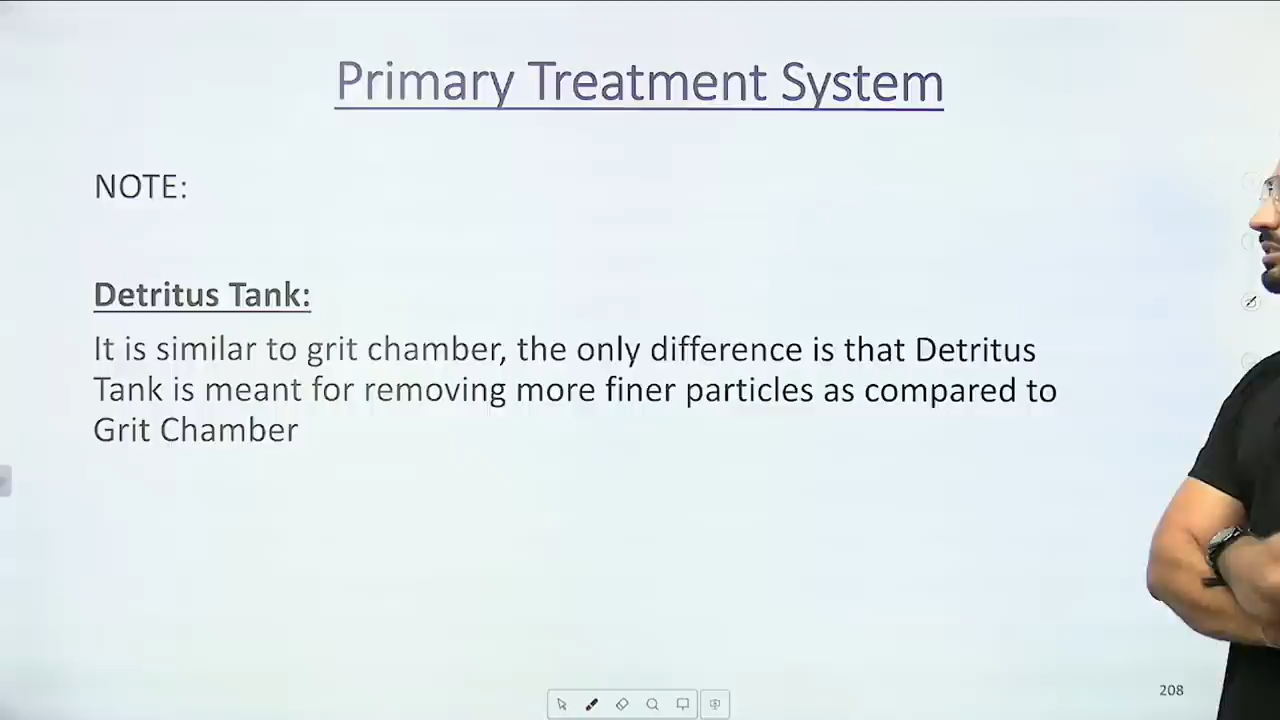 Primary Treatment System
NOTE:
Detritus Tank:
It is similar to grit chamber, the only difference is that Detritus
Tank is meant for removing more finer particles as compared to
Grit Chamber
208